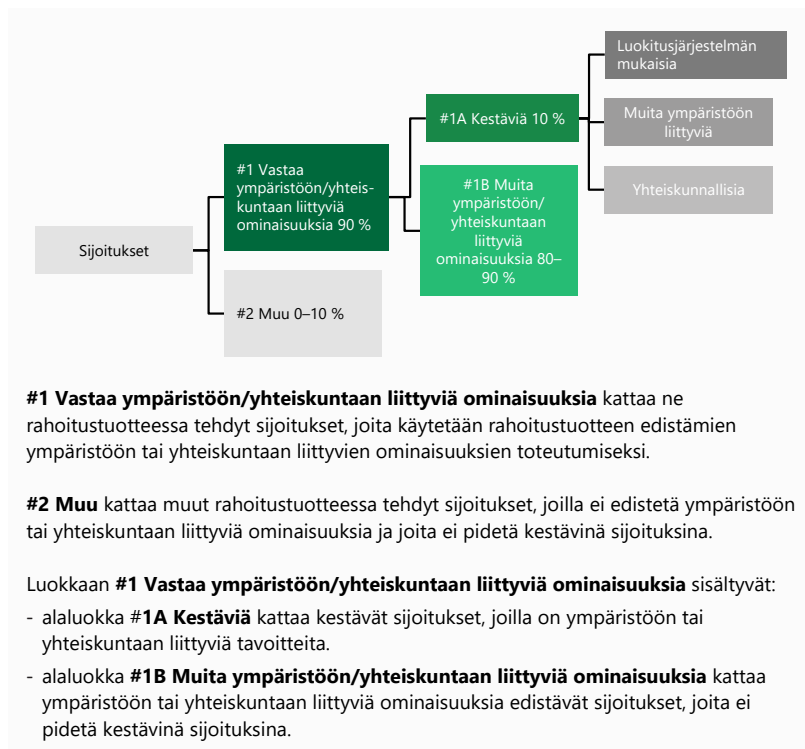 Luokitusjärjestelmän
mukaisia
#1A Kestäviä 10 %
Muita ympäristöön
liittyviä
#1 Vastaa
ympäristöön/yhteis-
kuntaan liittyviä
ominaisuuksia 90 %
#1B Muita
ympäristöön/
yhteiskuntaan
liittyviä
ominaisuuksia 80–
90 %
Yhteiskunnallisia
Sijoitukset
#2 Muu 0–10 %
#1 Vastaa ympäristöön/yhteiskuntaan liittyviä ominaisuuksia kattaa ne
rahoitustuotteessa tehdyt sijoitukset, joita käytetään rahoitustuotteen edistämien
ympäristöön tai yhteiskuntaan liittyvien ominaisuuksien toteutumiseksi.
#2 Muu kattaa muut rahoitustuotteessa tehdyt sijoitukset, joilla ei edistetä ympäristöön
tai yhteiskuntaan liittyviä ominaisuuksia ja joita ei pidetä kestävinä sijoituksina.
Luokkaan #1 Vastaa ympäristöön/yhteiskuntaan liittyviä ominaisuuksia sisältyvät:
- alaluokka #1A Kestäviä kattaa kestävät sijoitukset, joilla on ympäristöön tai
yhteiskuntaan liittyviä tavoitteita.
- alaluokka #1B Muita ympäristöön/yhteiskuntaan liittyviä ominaisuuksia kattaa
ympäristöön tai yhteiskuntaan liittyviä ominaisuuksia edistävät sijoitukset, joita ei
pidetä kestävinä sijoituksina.